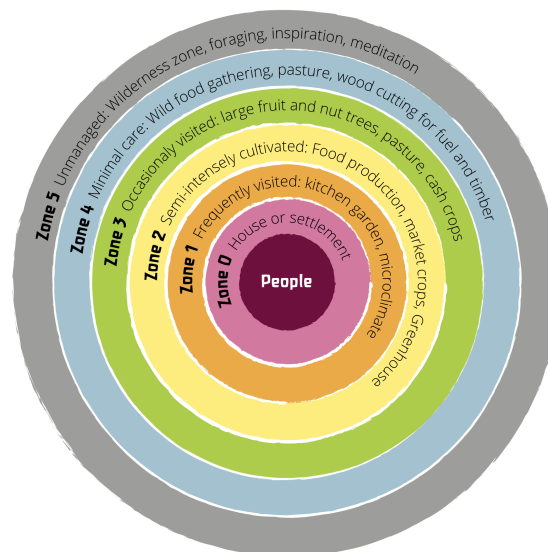 Zone 5 Unmanaged: Wilderness zone, foraging, inspiration, meditation
Zone 4 Minimal care: Wild food gathering, pasture, wood cutting for fuel and timber
Zone 3 Occasionaly visited: large fruit and nut trees, pasture, cash crops
Zone 2 Semi-intensely cultivated: Food production, market crops, Greenhouse
Zone 1 Frequently visited: kitchen garden, microclimate
Zone 0 House or settlement
People